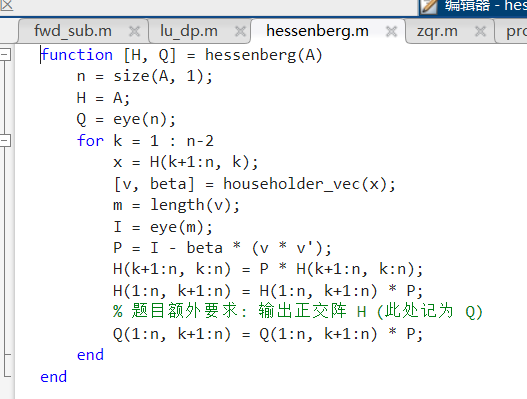 编辑器 - hes
fwd_sub.m lu_dp.m hessenberg.m zqr.m pro
function [H, Q] = hessenberg(A)
n = size(A, 1);
H = A;
Q = eye(n);
for k = 1 : n-2
x = H(k+1:n, k);
[v, beta] = householder_vec(x);
m = length(v);
I = eye(m);
P = I - beta * (v * v');
H(k+1:n, k:n) = P * H(k+1:n, k:n);
H(1:n, k+1:n) = H(1:n, k+1:n) * P;
% 题目额外要求: 输出正交阵 H (此处记为 Q)
Q(1:n, k+1:n) = Q(1:n, k+1:n) * P;
end
end